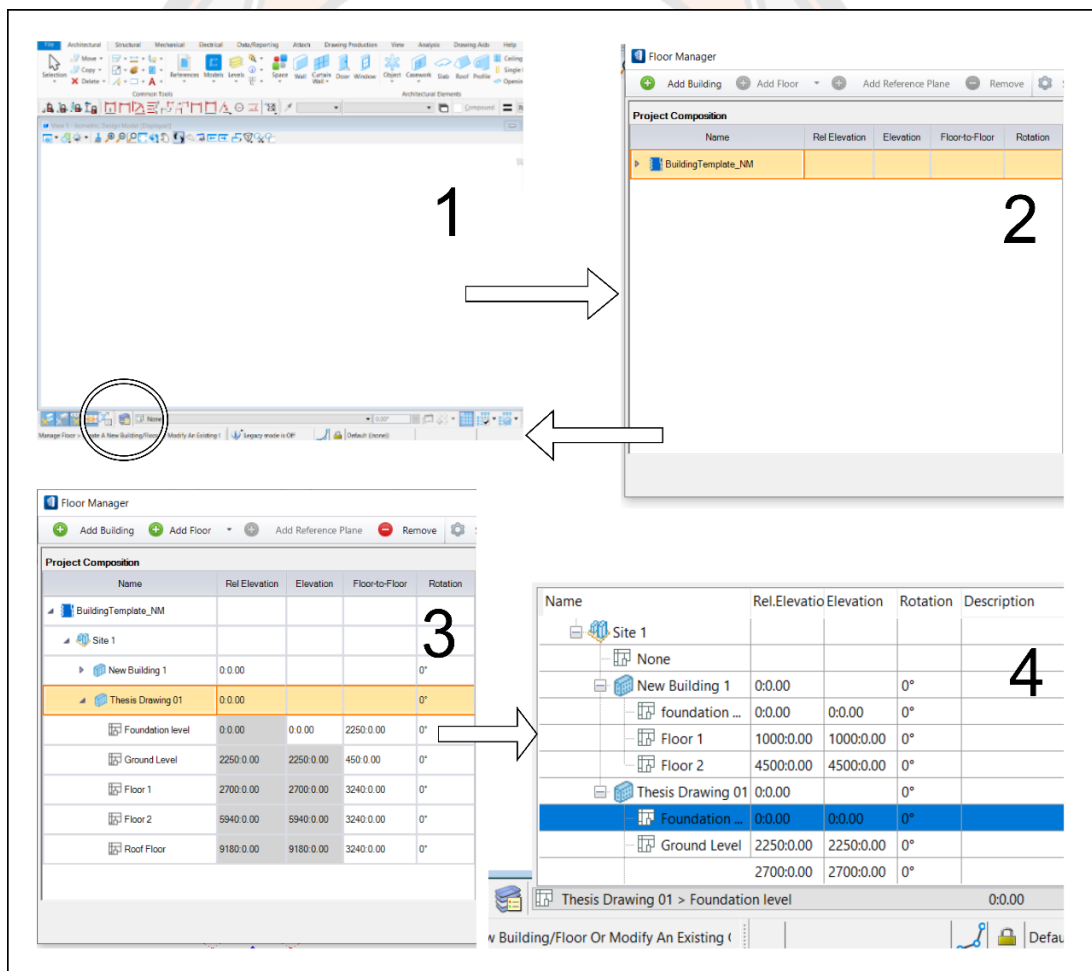 File Architectural Structural Mechanical Electrical Data/Reporting Attach Drawing Production View Analysis Drawing Aids Help
Move
Copy
Selection
Delete
References Models Levels
Space Wall Curtain Wall Door Window Object Casework Slab Roof Profile
Ceiling
Single
Common Tools
Architectural Elements
Compound
View 1 - Isometric, Design Model [Displayset]
1
None
0.00°
Legacy mode is Off
Default (none)
Floor Manager
Add Building Add Floor Add Reference Plane Remove
Project Composition
Name Rel Elevation Elevation Floor-to-Floor Rotation
BuildingTemplate_NM
2
Floor Manager
Add Building Add Floor Add Reference Plane Remove
Project Composition
Name Rel Elevation Elevation Floor-to-Floor Rotation
BuildingTemplate_NM
Site 1
3
New Building 1 0:0.00 0°
Thesis Drawing 01 0:0.00 0°
Foundation level 0:0.00 0:0.00 2250:0.00 0°
Ground Level 2250:0.00 2250:0.00 450:0.00 0°
Floor 1 2700:0.00 2700:0.00 3240:0.00 0°
Floor 2 5940:0.00 5940:0.00 3240:0.00 0°
Roof Floor 9180:0.00 9180:0.00 3240:0.00 0°
Name Rel.Elevatio Elevation Rotation Description
Site 1
None
4
New Building 1 0:0.00 0°
foundation ... 0:0.00 0:0.00 0°
Floor 1 1000:0.00 1000:0.00 0°
Floor 2 4500:0.00 4500:0.00 0°
Thesis Drawing 01 0:0.00 0°
Foundation ... 0:0.00 0:0.00 0°
Ground Level 2250:0.00 2250:0.00 0°
2700:0.00 2700:0.00 0°
Thesis Drawing 01 > Foundation level 0:0.00
w Building/Floor Or Modify An Existing ( Defau